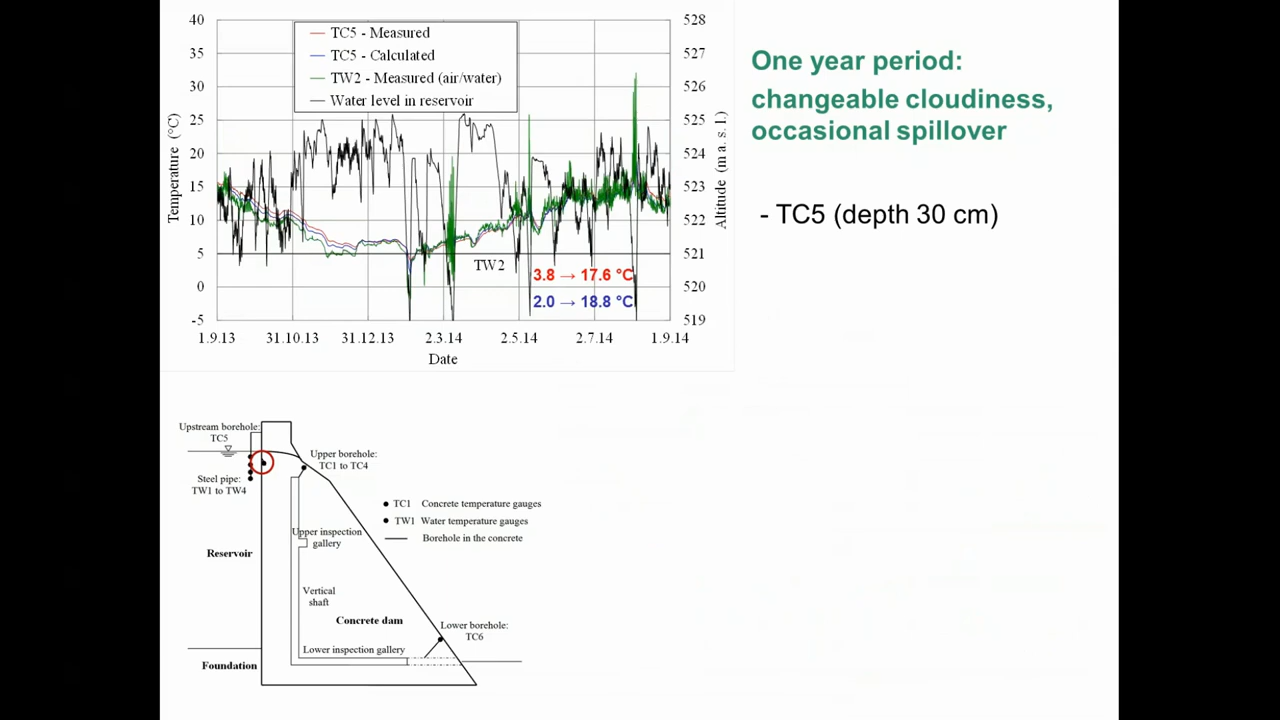 40
35
30
25
20
15
10
5
0
-5
Temperature (°C)
TC5 - Measured
TC5 - Calculated
TW2 - Measured (air/water)
Water level in reservoir
TW2
3.8 → 17.6 °C
2.0 → 18.8 °C
528
527
526
525
524
523
522
521
520
519
Altitude (m a. s. l.)
1.9.13 31.10.13 31.12.13 2.3.14 2.5.14 2.7.14 1.9.14
Date
One year period:
changeable cloudiness,
occasional spillover
- TC5 (depth 30 cm)
Upstream borehole:
TC5
Steel pipe:
TW1 to TW4
Upper borehole:
TC1 to TC4
TC1 Concrete temperature gauges
TW1 Water temperature gauges
Borehole in the concrete
Upper inspection
gallery
Reservoir
Vertical
shaft
Concrete dam
Lower borehole:
TC6
Lower inspection gallery
Foundation